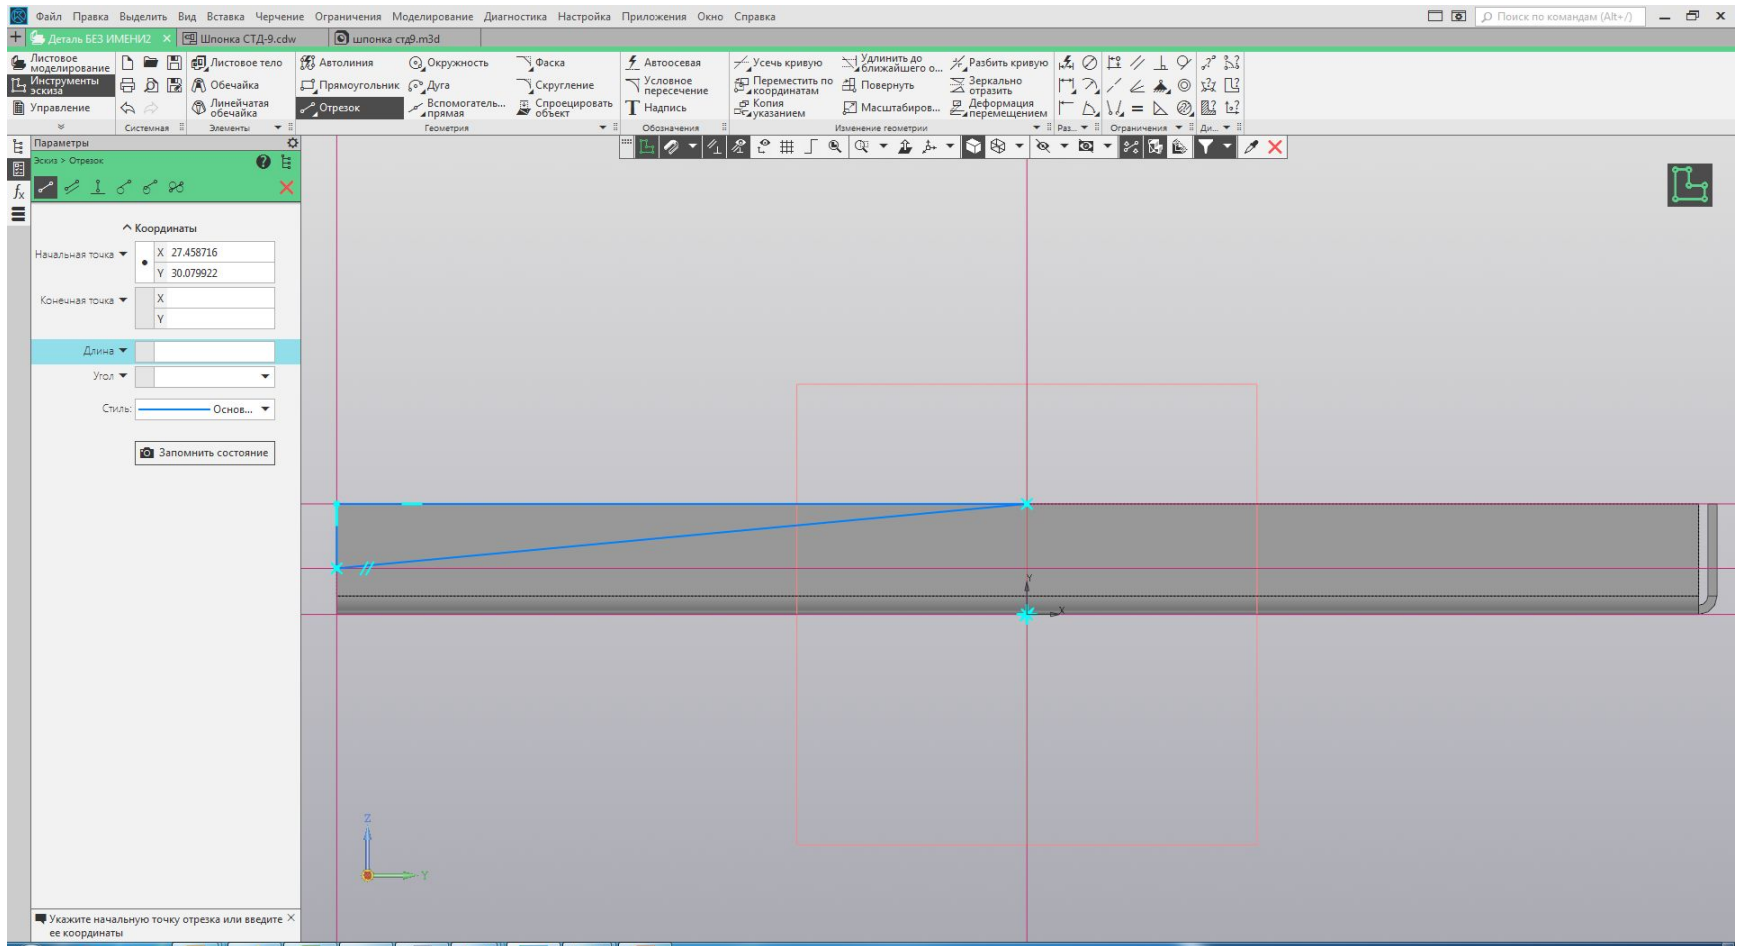 Файл Правка Выделить Вид Вставка Черчение Ограничения Моделирование Диагностика Настройка Приложения Окно Справка
Поиск по командам (Alt+/)
Деталь БЕЗ ИМЕНИ2
Шпонка СТД-9.cdw
шпонка стд9.m3d
Листовое моделирование
Листовое тело
Автолиния
Окружность
Фаска
Автоосевая
Усечь кривую
Удлинить до ближайшего о...
Разбить кривую
Инструменты эскиза
Обечайка
Прямоугольник
Дуга
Скругление
Условное пересечение
Переместить по координатам
Повернуть
Зеркально отразить
Управление
Линейчатая обечайка
Отрезок
Вспомогатель... прямая
Спроецировать объект
Надпись
Копия указанием
Масштабиров...
Деформация перемещением
Системная
Элементы
Геометрия
Обозначения
Изменение геометрии
Раз...
Ограничения
Ди...
Параметры
Эскиз > Отрезок
Координаты
Начальная точка
X 27.458716
Y 30.079922
Конечная точка
X
Y
Длина
Угол
Стиль:
Основ...
Запомнить состояние
Y
X
Z
Y
Укажите начальную точку отрезка или введите
ее координаты